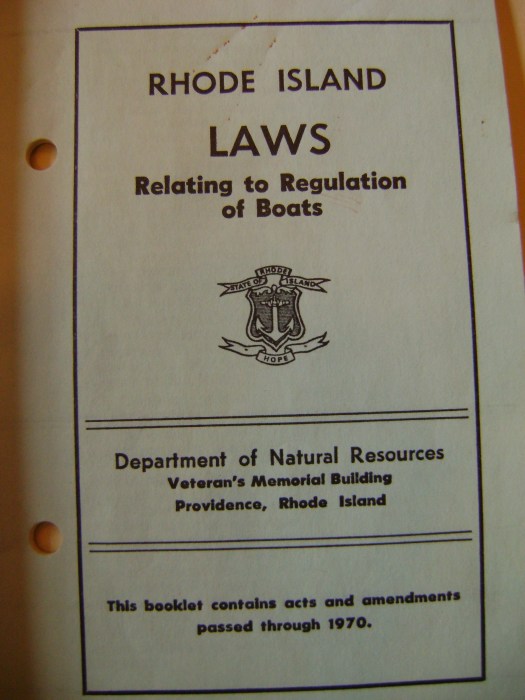 RHODE ISLAND
LAWS
Relating to Regulation
of Boats
RHODE
STATE OF ISLAND
HOPE
Department of Natural Resources
Veteran's Memorial Building
Providence, Rhode Island
This booklet contains acts and amendments
passed through 1970.